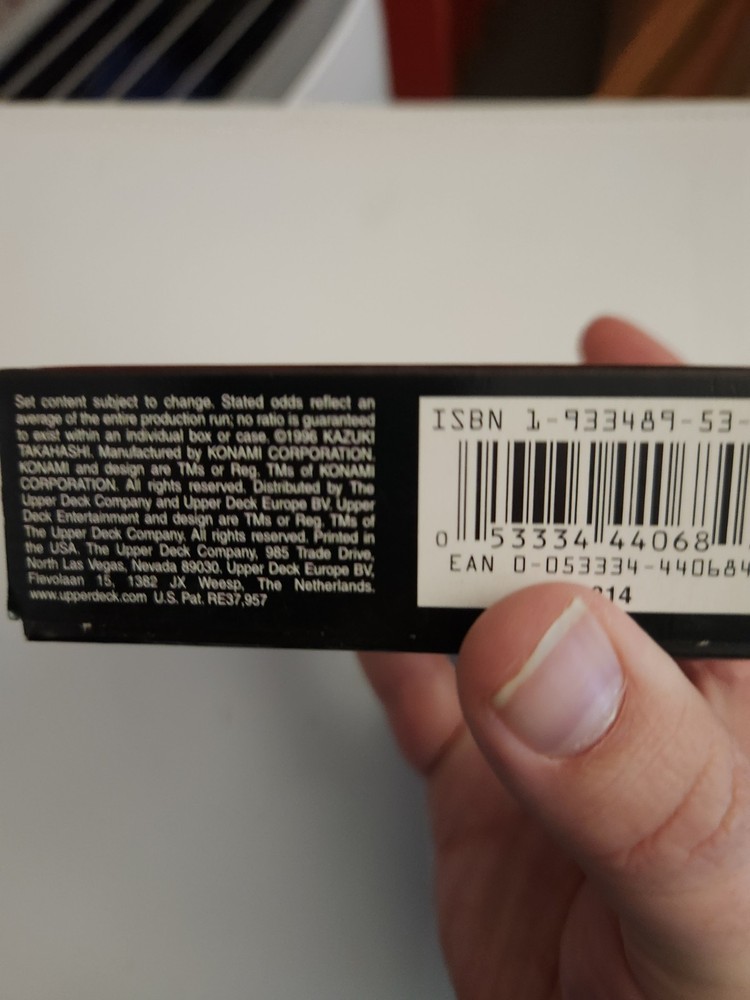 Set content subject to change. Stated odds reflect an
average of the entire production run; no ratio is guaranteed
to exist within an individual box or case. ©1996 KAZUKI
TAKAHASHI. Manufactured by KONAMI CORPORATION.
KONAMI and design are TMs or Reg. TMs of KONAMI
CORPORATION. All rights reserved. Distributed by The
Upper Deck Company and Upper Deck Europe BV. Upper
Deck Entertainment and design are TMs or Reg. TMs of
The Upper Deck Company. All rights reserved. Printed in
the USA. The Upper Deck Company, 985 Trade Drive,
North Las Vegas, Nevada 89030. Upper Deck Europe BV,
Flevolaan 15, 1382 JX Weesp, The Netherlands.
www.upperdeck.com U.S. Pat. RE37,957
ISBN 1-933489-53-
0 53334 44068
EAN 0-053334-440684